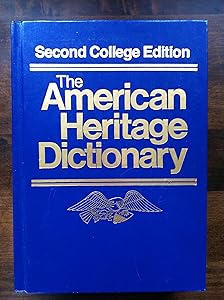 Second College Edition
The
American
Heritage
Dictionary